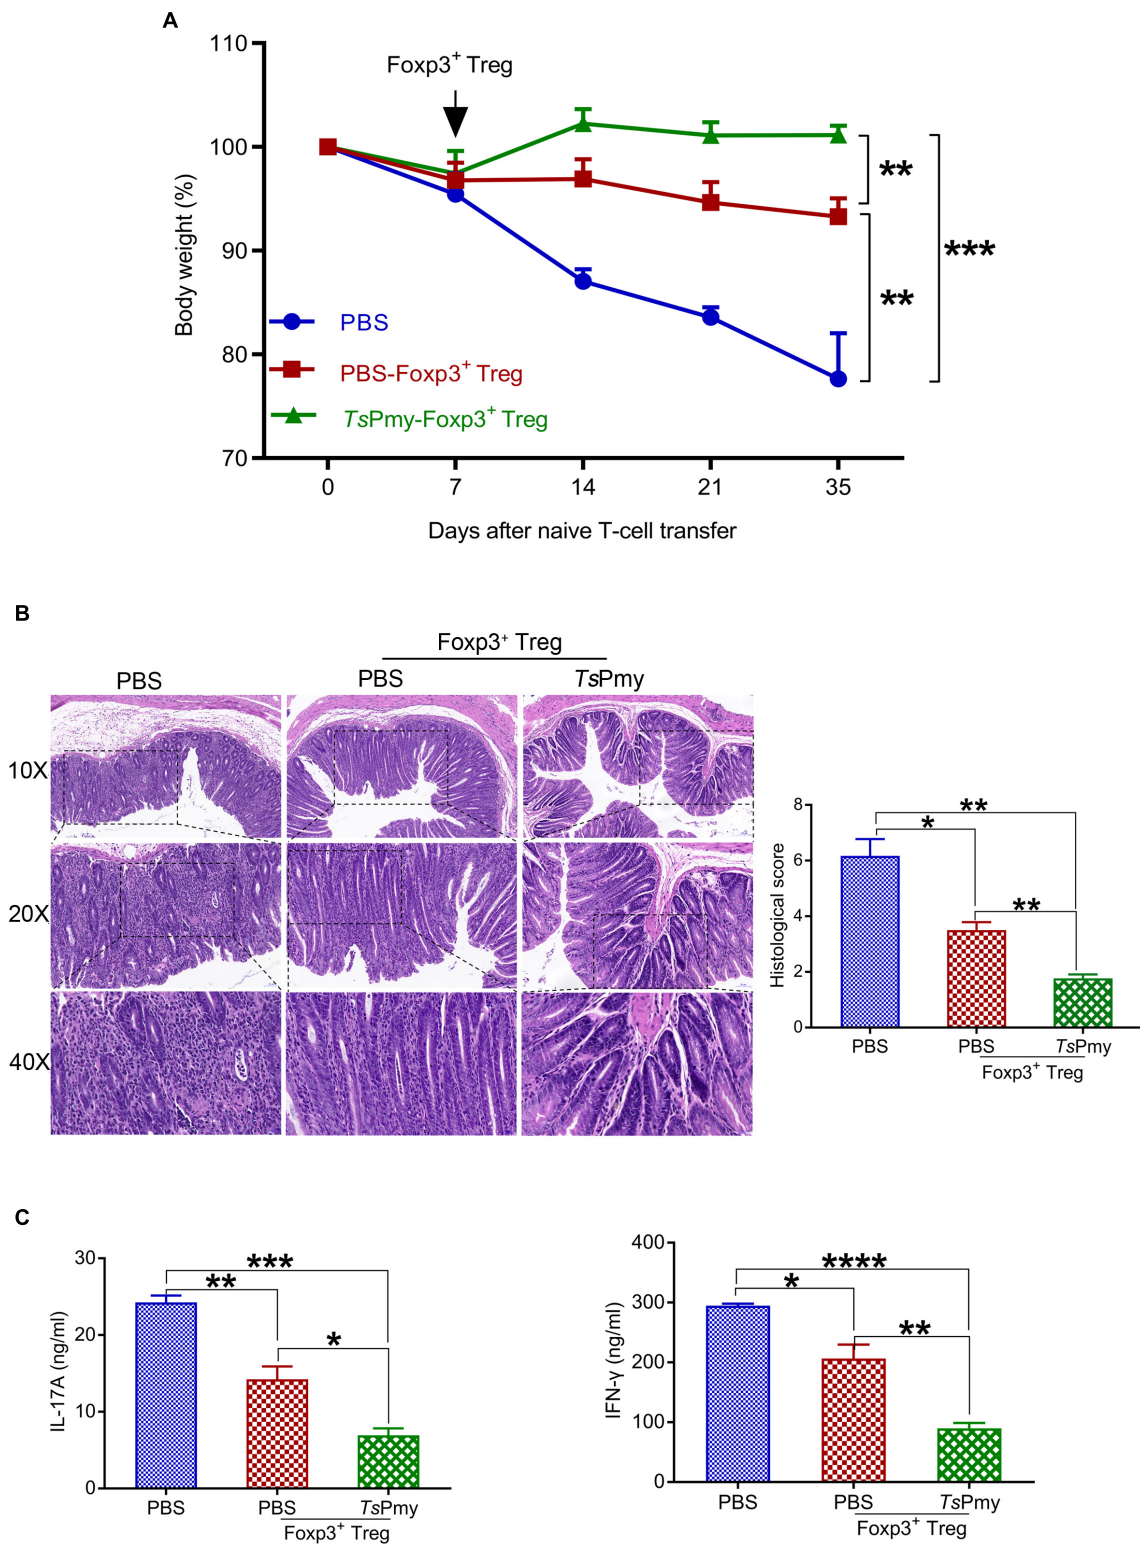 A
110
100
90
80
70
Body weight (%)
Foxp3+ Treg
**
***
**
PBS
PBS-Foxp3+ Treg
TsPmy-Foxp3+ Treg
0 7 14 21 35
Days after naive T-cell transfer
B
Foxp3+ Treg
PBS PBS TsPmy
10X
20X
40X
8
6
4
2
0
Histological score
**
*
**
PBS PBS TsPmy
Foxp3+ Treg
C
30
20
10
0
IL-17A (ng/ml)
***
**
*
PBS PBS TsPmy
Foxp3+ Treg
400
300
200
100
0
IFN-γ (ng/ml)
****
*
**
PBS PBS TsPmy
Foxp3+ Treg